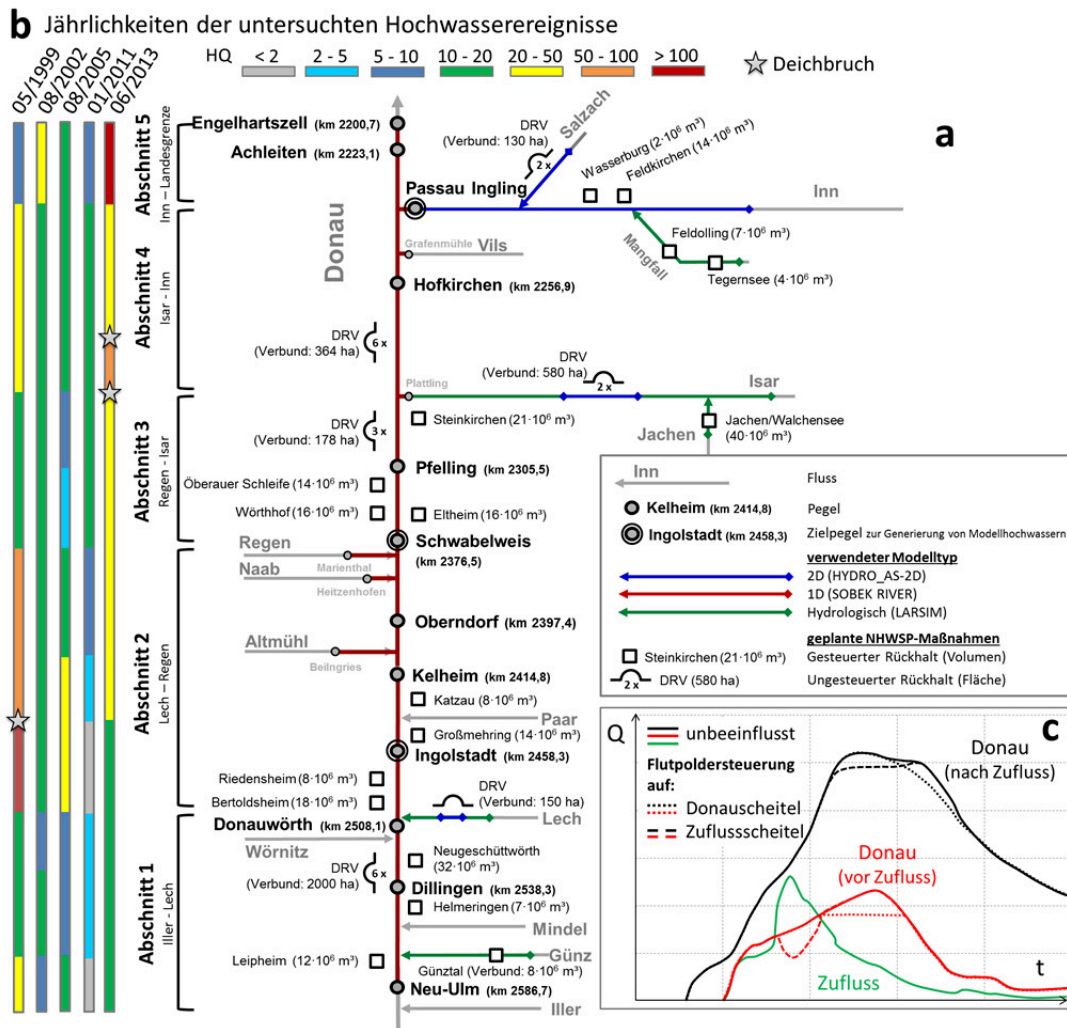 b Jährlichkeiten der untersuchten Hochwasserereignisse
HQ < 2 2 - 5 5 - 10 10 - 20 20 - 50 50 - 100 > 100 Deichbruch
05/1999
08/2002
08/2005
01/2011
06/2013
Abschnitt 5
Inn – Landesgrenze
Abschnitt 4
Isar - Inn
Abschnitt 3
Regen - Isar
Abschnitt 2
Lech – Regen
Abschnitt 1
Iller - Lech
a
Donau
Engelhartszell (km 2200,7)
Achleiten (km 2223,1)
DRV
(Verbund: 130 ha)
2 x
Salzach
Wasserburg (2·10⁶ m³)
Feldkirchen (14·10⁶ m³)
Passau Ingling
Inn
Feldolling (7·10⁶ m³)
Mangfall
Tegernsee (4·10⁶ m³)
Grafenmühle Vils
Hofkirchen (km 2256,9)
DRV
(Verbund: 364 ha)
6 x
DRV
(Verbund: 580 ha)
2 x
Plattling
Isar
Steinkirchen (21·10⁶ m³)
Jachen/Walchensee
(40·10⁶ m³)
Jachen
DRV
(Verbund: 178 ha)
3 x
Pfelling (km 2305,5)
Öberauer Schleife (14·10⁶ m³)
Wörthhof (16·10⁶ m³)
Eltheim (16·10⁶ m³)
Schwabelweis
(km 2376,5)
Regen
Marienthal
Naab
Heitzenhofen
Oberndorf (km 2397,4)
Altmühl
Beilngries
Kelheim (km 2414,8)
Katzau (8·10⁶ m³)
Paar
Großmehring (14·10⁶ m³)
Ingolstadt (km 2458,3)
Riedensheim (8·10⁶ m³)
Bertoldsheim (18·10⁶ m³)
DRV
(Verbund: 150 ha)
Lech
Donauwörth (km 2508,1)
Wörnitz
Neugeschüttwörth
(32·10⁶ m³)
DRV
(Verbund: 2000 ha)
6 x
Dillingen (km 2538,3)
Helmeringen (7·10⁶ m³)
Mindel
Günz
Leipheim (12·10⁶ m³)
Günztal (Verbund: 8·10⁶ m³)
Neu-Ulm (km 2586,7)
Iller
Inn Fluss
Kelheim (km 2414,8) Pegel
Ingolstadt (km 2458,3) Zielpegel zur Generierung von Modellhochwassern
verwendeter Modelltyp
2D (HYDRO_AS-2D)
1D (SOBEK RIVER)
Hydrologisch (LARSIM)
geplante NHWSP-Maßnahmen
Steinkirchen (21·10⁶ m³) Gesteuerter Rückhalt (Volumen)
2 x DRV (580 ha) Ungesteuerter Rückhalt (Fläche)
c
Q
unbeeinflusst
Flutpoldersteuerung
auf:
Donauscheitel
Zuflussscheitel
Donau
(nach Zufluss)
Donau
(vor Zufluss)
Zufluss
t